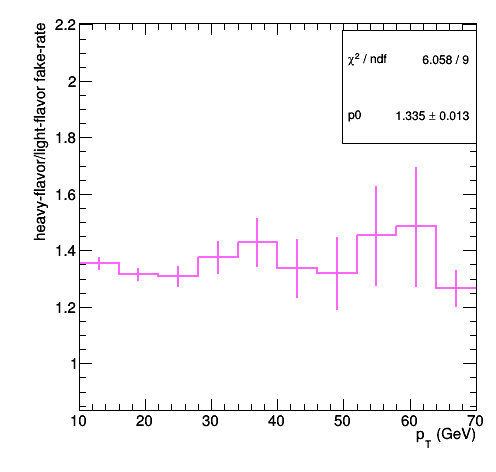 heavy-flavor/light-flavor fake-rate
2.2
2
1.8
1.6
1.4
1.2
1
χ² / ndf 6.058 / 9
p0 1.335 ± 0.013
10 20 30 40 50 60 70
p_T (GeV)